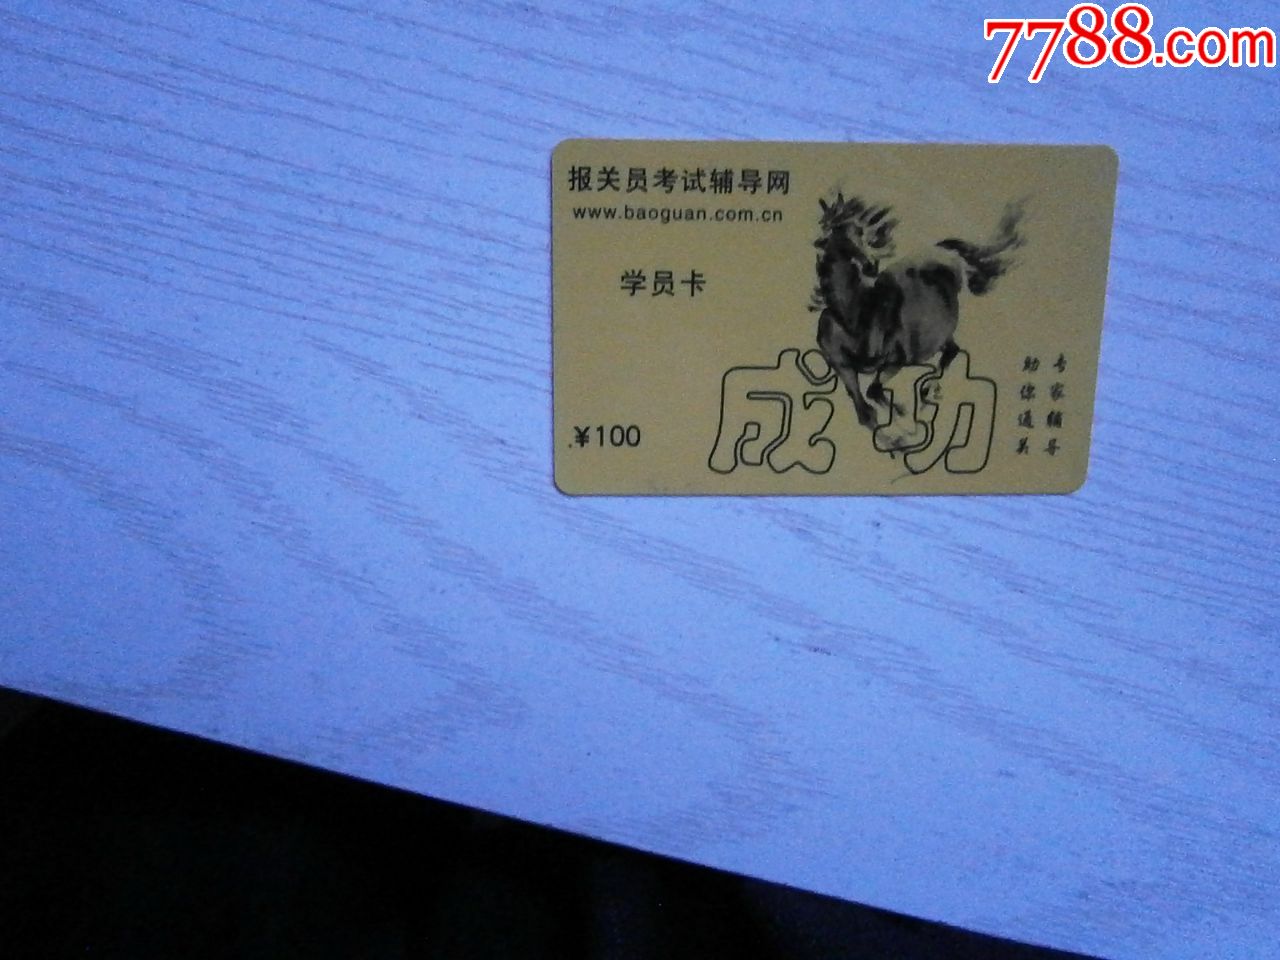 7788.com
报关员考试辅导网
www.baoguan.com.cn
学员卡
成功
专家辅导
助你通关
¥100